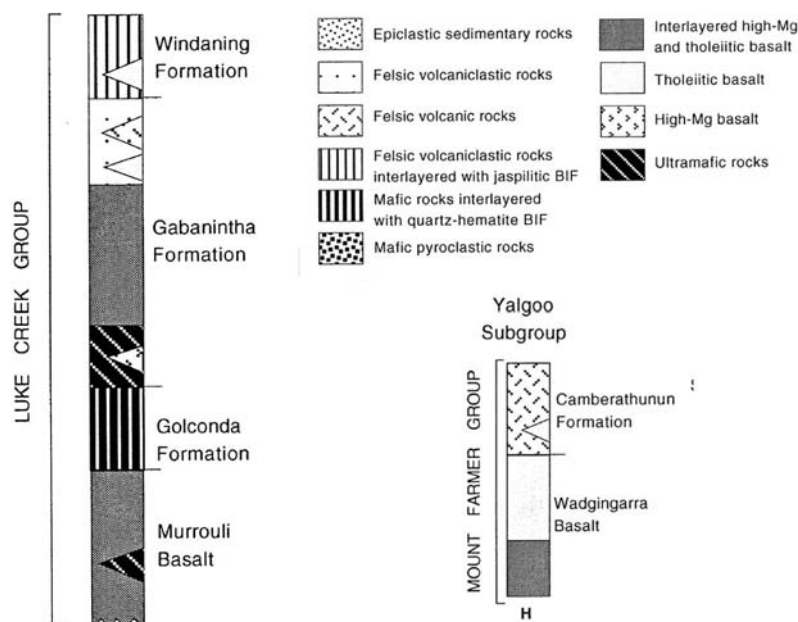 LUKE CREEK GROUP
Windaning
Formation
Gabanintha
Formation
Golconda
Formation
Murrouli
Basalt
Epiclastic sedimentary rocks
Felsic volcaniclastic rocks
Felsic volcanic rocks
Felsic volcaniclastic rocks
interlayered with jaspilitic BIF
Mafic rocks interlayered
with quartz-hematite BIF
Mafic pyroclastic rocks
Interlayered high-Mg
and tholeiitic basalt
Tholeiitic basalt
High-Mg basalt
Ultramafic rocks
Yalgoo
Subgroup
MOUNT FARMER GROUP
Camberathunun
Formation
Wadgingarra
Basalt
H